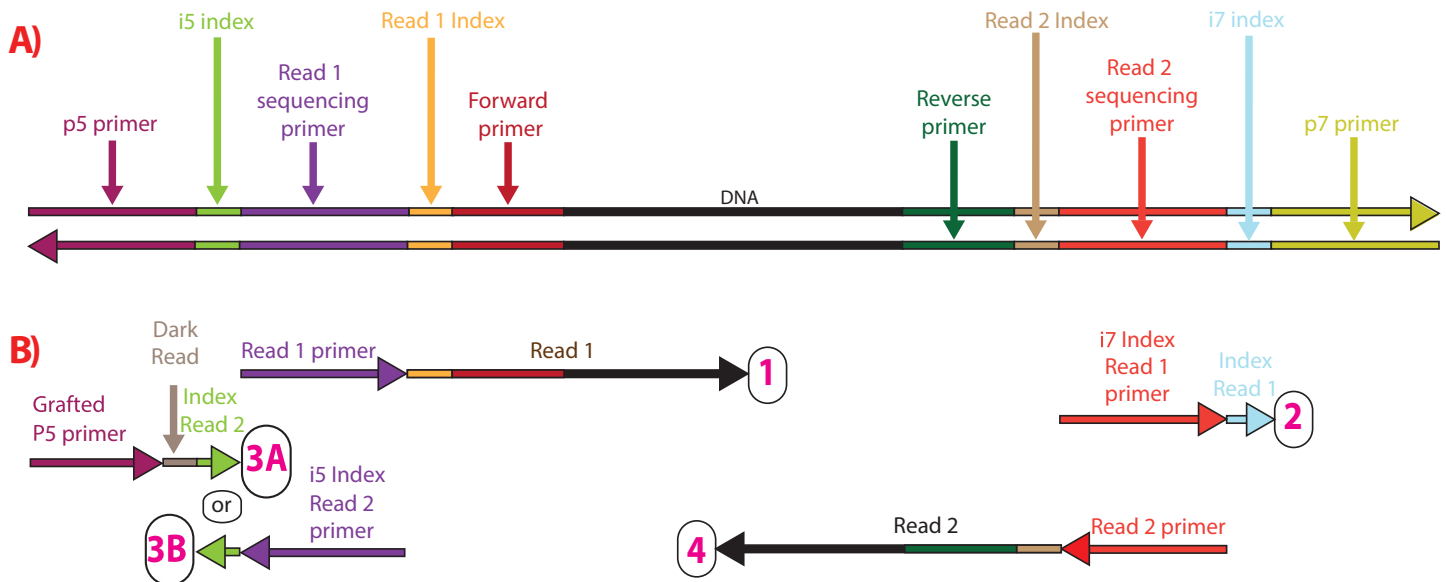 A)
i5 index
Read 1 Index
Read 2 Index
i7 index
p5 primer
Read 1
sequencing
primer
Forward
primer
DNA
Reverse
primer
Read 2
sequencing
primer
p7 primer
B)
Dark
Read
Read 1 primer
Read 1
1
i7 Index
Read 1
primer
Index
Read 1
2
Grafted
P5 primer
Index
Read 2
3A
or
3B
i5 Index
Read 2
primer
4
Read 2
Read 2 primer